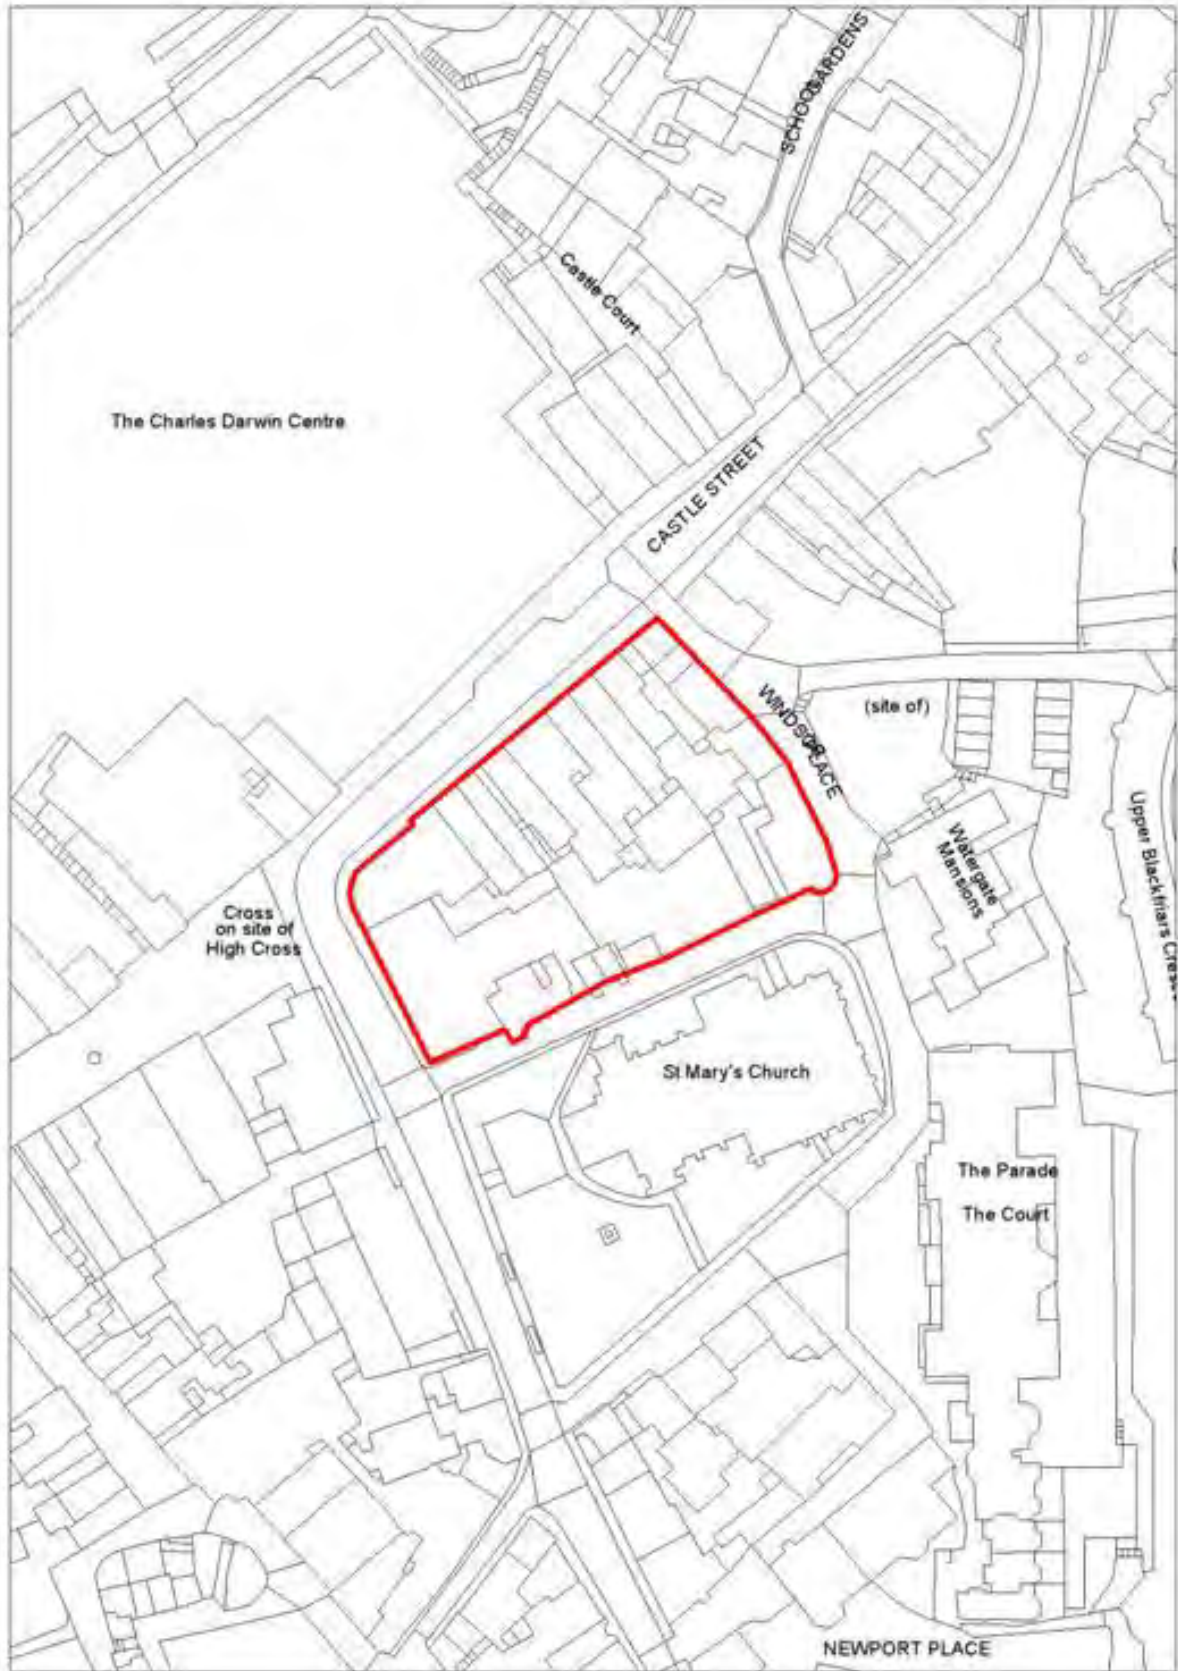 SCHOOL GARDENS
Castle Court
The Charles Darwin Centre
CASTLE STREET
WINDSOR PLACE
(site of)
Upper Blackfriars
Watergate
Mansions
Cross
on site of
High Cross
St Mary's Church
The Parade
The Court
NEWPORT PLACE